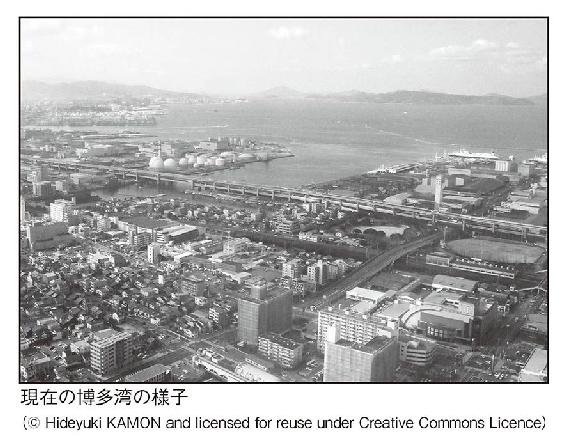 現在の博多湾の様子
(© Hideyuki KAMON and licensed for reuse under Creative Commons Licence)